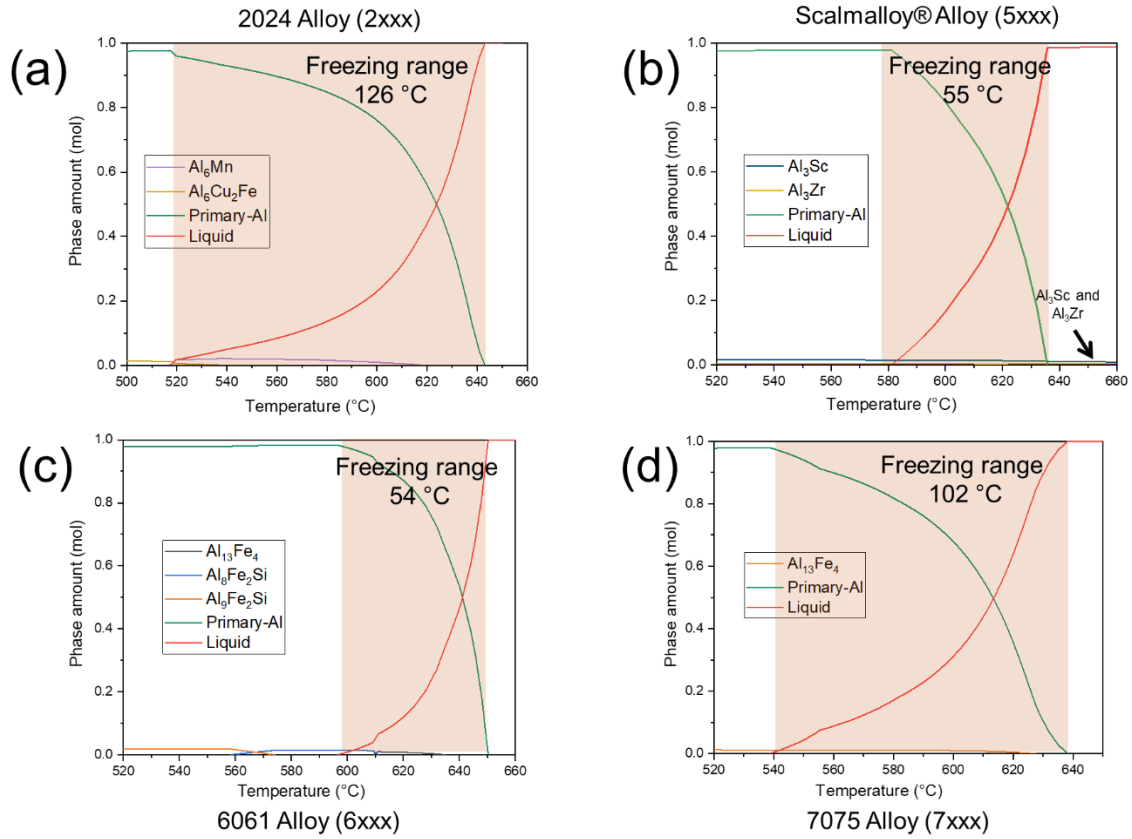 2024 Alloy (2xxx)
(a)
Freezing range
126 °C
Al₆Mn
Al₆Cu₂Fe
Primary-Al
Liquid
Phase amount (mol)
1.0
0.8
0.6
0.4
0.2
0.0
500 520 540 560 580 600 620 640 660
Temperature (°C)
Scalmalloy® Alloy (5xxx)
(b)
Freezing range
55 °C
Al₃Sc
Al₃Zr
Primary-Al
Liquid
Al₃Sc and
Al₃Zr
Phase amount (mol)
1.0
0.8
0.6
0.4
0.2
0.0
520 540 560 580 600 620 640 660
Temperature (°C)
(c)
Freezing range
54 °C
Al₁₃Fe₄
Al₈Fe₂Si
Al₉Fe₂Si
Primary-Al
Liquid
Phase amount (mol)
1.0
0.8
0.6
0.4
0.2
0.0
520 540 560 580 600 620 640 660
Temperature (°C)
6061 Alloy (6xxx)
(d)
Freezing range
102 °C
Al₁₃Fe₄
Primary-Al
Liquid
Phase amount (mol)
1.0
0.8
0.6
0.4
0.2
0.0
520 540 560 580 600 620 640
Temperature (°C)
7075 Alloy (7xxx)